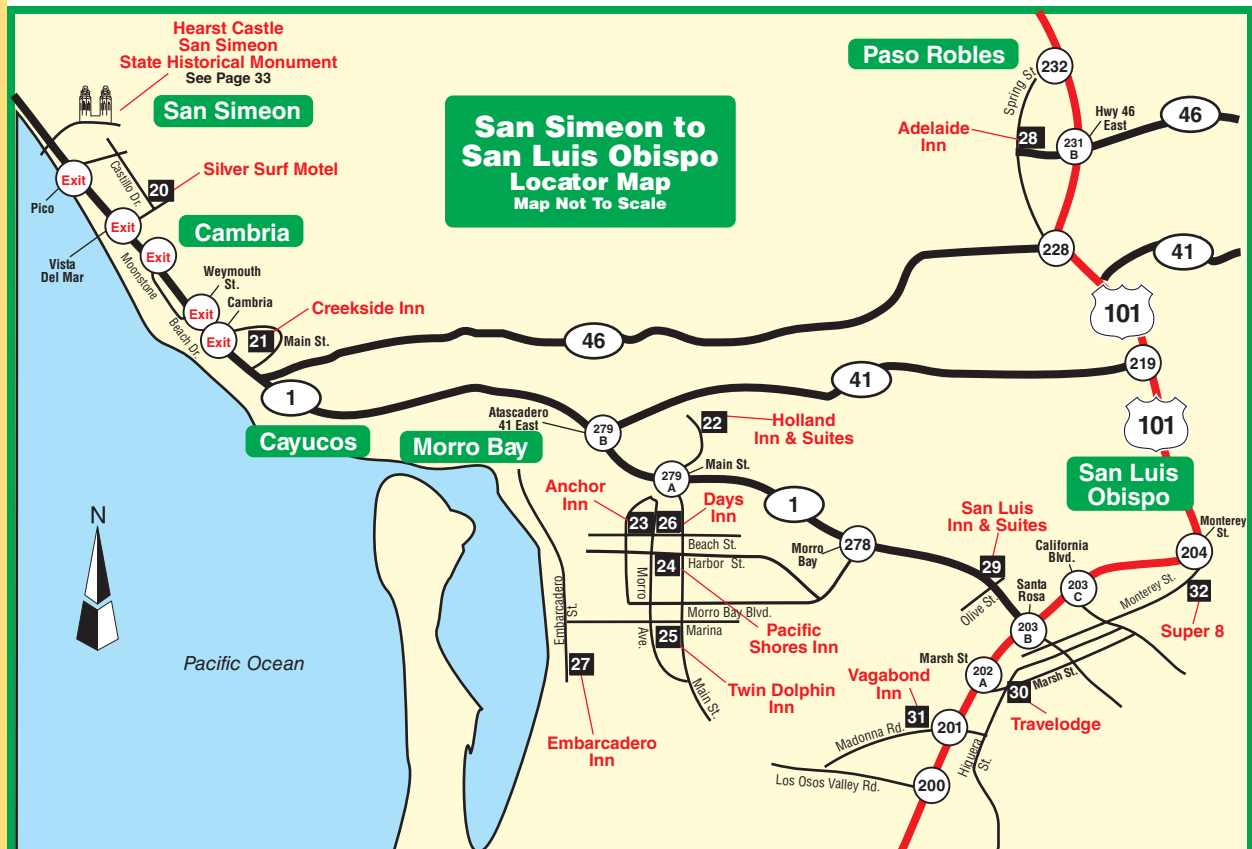 Hearst Castle
San Simeon
State Historical Monument
See Page 33
San Simeon
Paso Robles
San Simeon to
San Luis Obispo
Locator Map
Map Not To Scale
232
Spring St.
Hwy 46
East
46
Adelaide
Inn
28
231
B
Castillo Dr.
20
Silver Surf Motel
Exit
Pico
Exit
Vista
Del Mar
Cambria
Exit
Moonstone
Beach Dr.
Weymouth
St.
Exit
Cambria
Exit
21
Main St.
Creekside Inn
228
41
101
46
219
41
1
101
Atascadero
41 East
279
B
22
Holland
Inn & Suites
Cayucos
Morro Bay
279
A
Main St.
San Luis
Obispo
N
Anchor
Inn
23
26
Days
Inn
1
San Luis
Inn & Suites
Monterey
St.
Beach St.
Morro
Bay
278
California
Blvd.
204
24
Harbor St.
29
Embarcadero
St.
Morro
Ave.
Santa
Rosa
203
C
Monterey St.
32
Olive St.
Morro Bay Blvd.
203
B
Super 8
Marina
25
Pacific
Shores Inn
Pacific Ocean
27
Marsh St
202
A
Vagabond
Inn
30
Marsh St.
Main St.
Twin Dolphin
Inn
31
Travelodge
Madonna Rd.
201
Embarcadero
Inn
Higuera
St.
Los Osos Valley Rd.
200